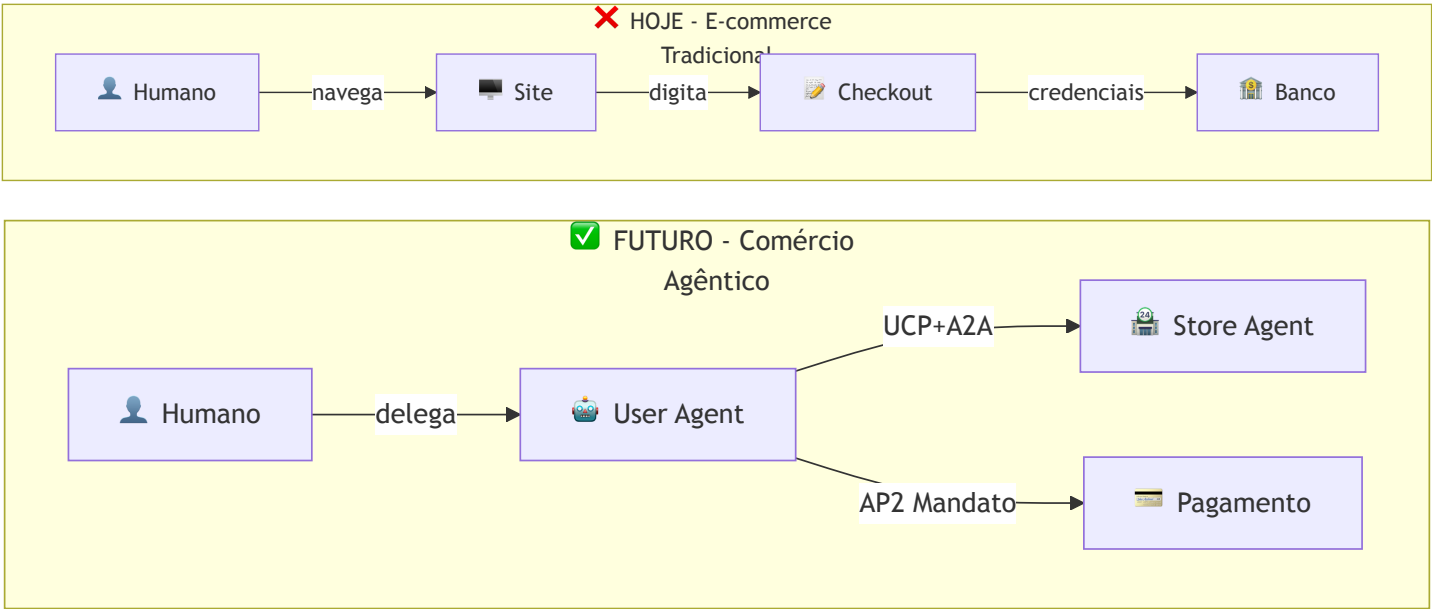 ❌ HOJE - E-commerce
Tradicional
👤 Humano
navega
🖥️ Site
digita
📝 Checkout
credenciais
🏦 Banco
✅ FUTURO - Comércio
Agêntico
👤 Humano
delega
🤖 User Agent
UCP+A2A
🏪 Store Agent
AP2 Mandato
💳 Pagamento